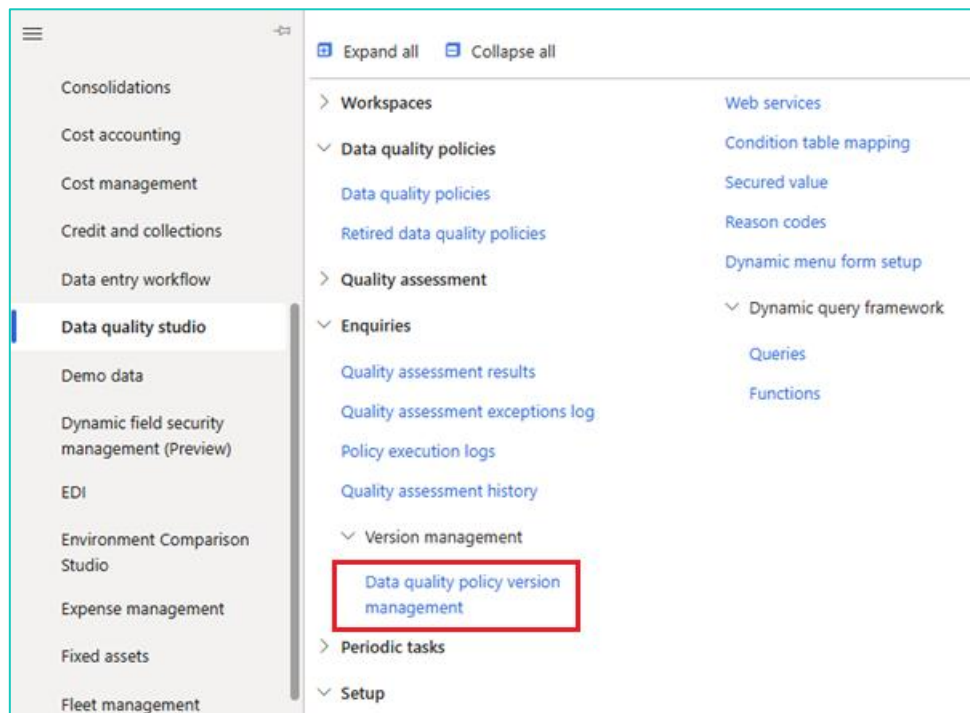 Consolidations
Cost accounting
Cost management
Credit and collections
Data entry workflow
Data quality studio
Demo data
Dynamic field security
management (Preview)
EDI
Environment Comparison
Studio
Expense management
Fixed assets
Fleet management
Expand all
Collapse all
Workspaces
Data quality policies
Data quality policies
Retired data quality policies
Quality assessment
Enquiries
Quality assessment results
Quality assessment exceptions log
Policy execution logs
Quality assessment history
Version management
Data quality policy version
management
Periodic tasks
Setup
Web services
Condition table mapping
Secured value
Reason codes
Dynamic menu form setup
Dynamic query framework
Queries
Functions